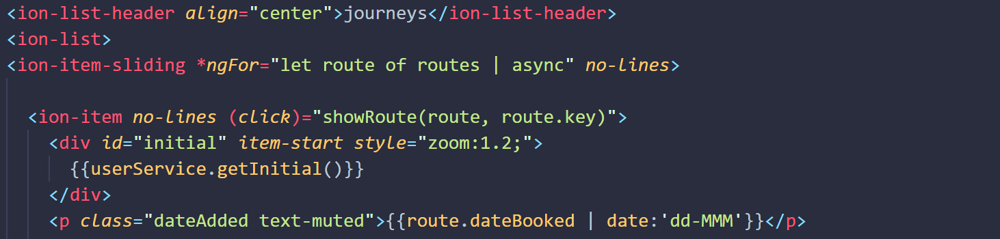 <ion-list-header align="center">journeys</ion-list-header>
<ion-list>
<ion-item-sliding *ngFor="let route of routes | async" no-lines>
<ion-item no-lines (click)="showRoute(route, route.key)">
<div id="initial" item-start style="zoom:1.2;">
{{userService.getInitial()}}
</div>
<p class="dateAdded text-muted">{{route.dateBooked | date:'dd-MMM'}}</p>